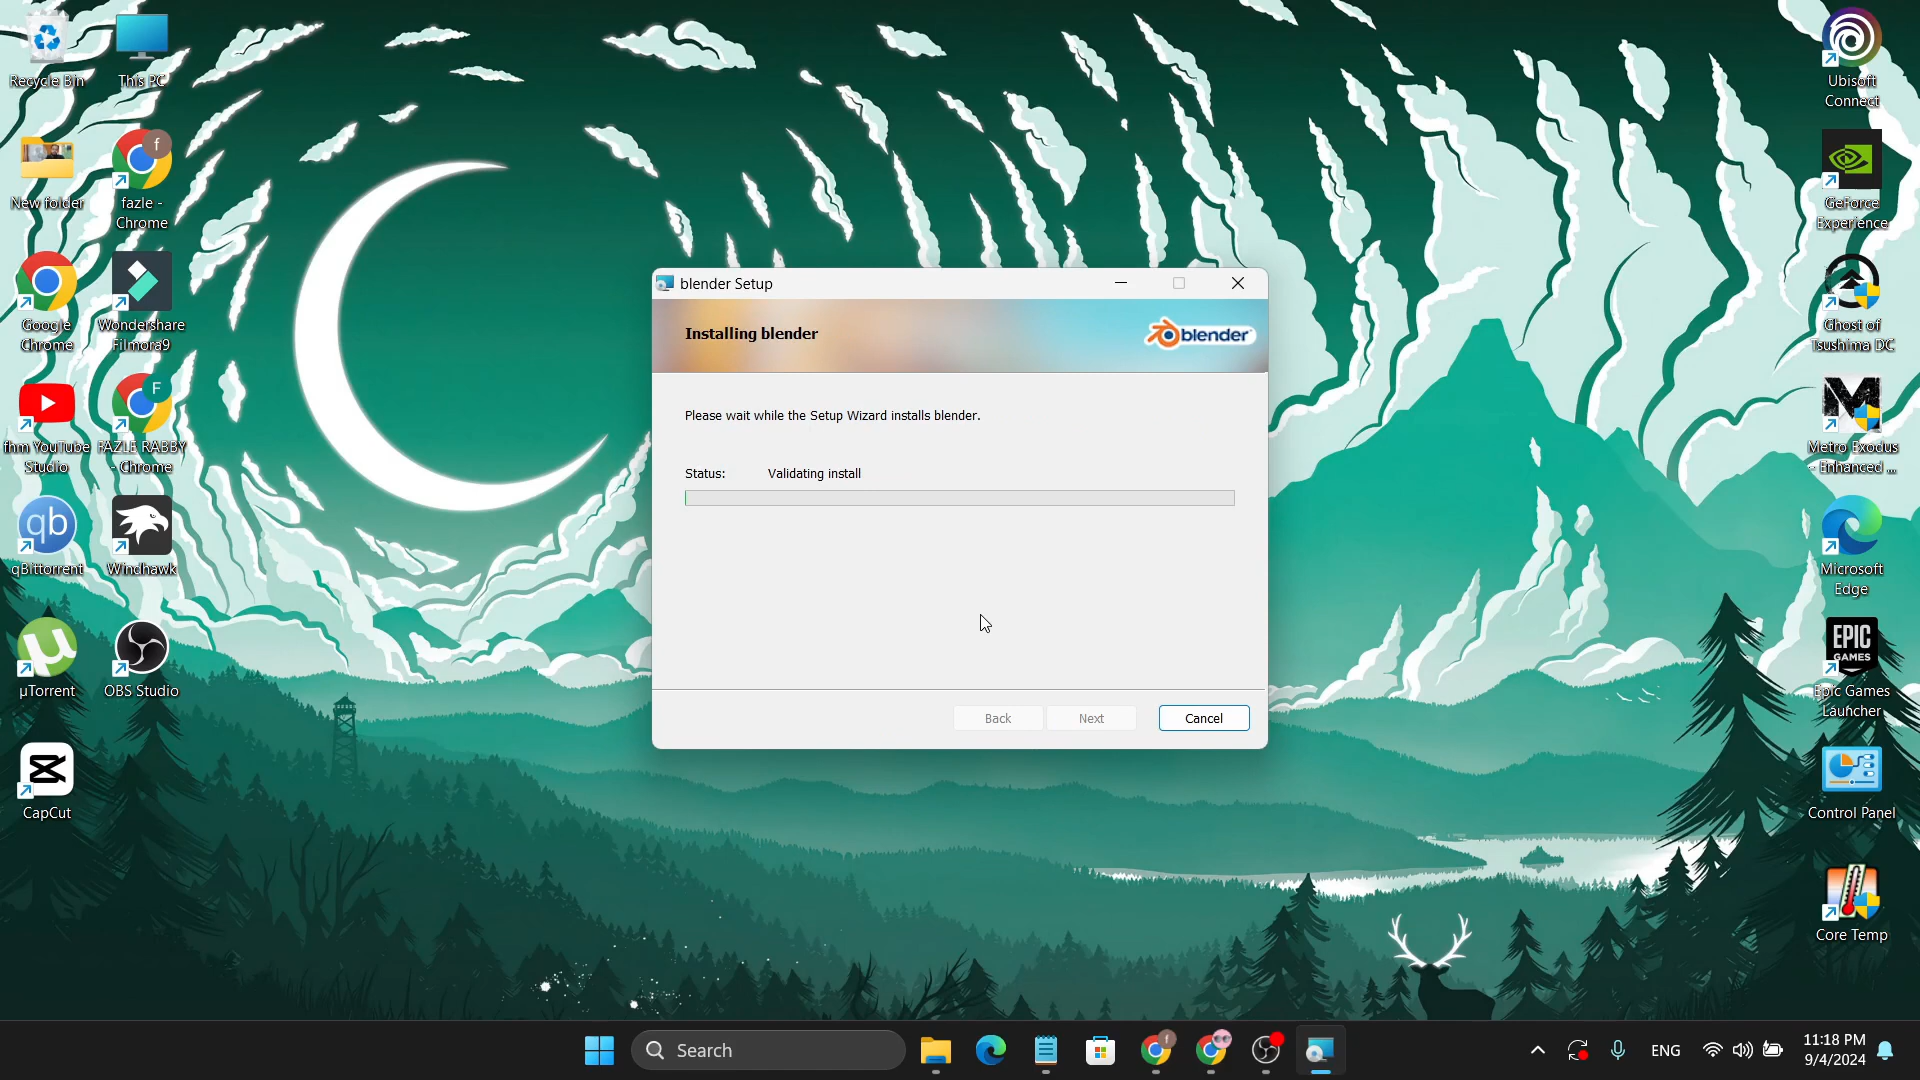 Recycle Bin
This PC
New folder
fazle -
Chrome
Google
Chrome
Wondershare
Filmora9
fhm YouTube
Studio
FAZLE RABBY
- Chrome
qb
qBittorrent
Windhawk
µTorrent
OBS Studio
CapCut
blender Setup
Installing blender
blender
Please wait while the Setup Wizard installs blender.
Status: Validating install
Back
Next
Cancel
Ubisoft
Connect
GeForce
Experience
Ghost of
Tsushima DC
Metro Exodus
- Enhanced ...
Microsoft
Edge
EPIC
GAMES
Epic Games
Launcher
Control Panel
Core Temp
Search
ENG
11:18 PM
9/4/2024